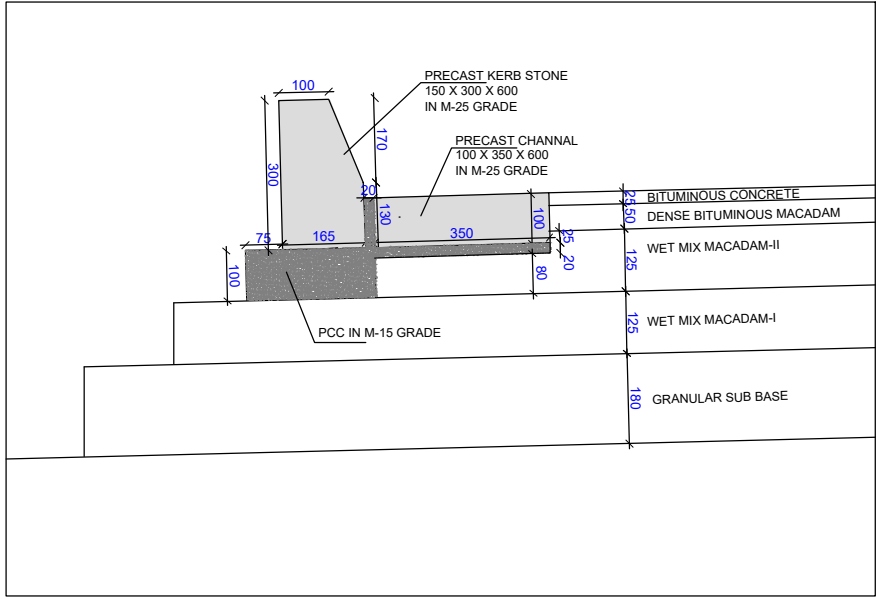 100
PRECAST KERB STONE
150 X 300 X 600
IN M-25 GRADE
170
PRECAST CHANNAL
100 X 350 X 600
IN M-25 GRADE
300
20
130
100
25
BITUMINOUS CONCRETE
50
DENSE BITUMINOUS MACADAM
75
165
350
25
20
WET MIX MACADAM-II
125
100
80
PCC IN M-15 GRADE
125
WET MIX MACADAM-I
180
GRANULAR SUB BASE